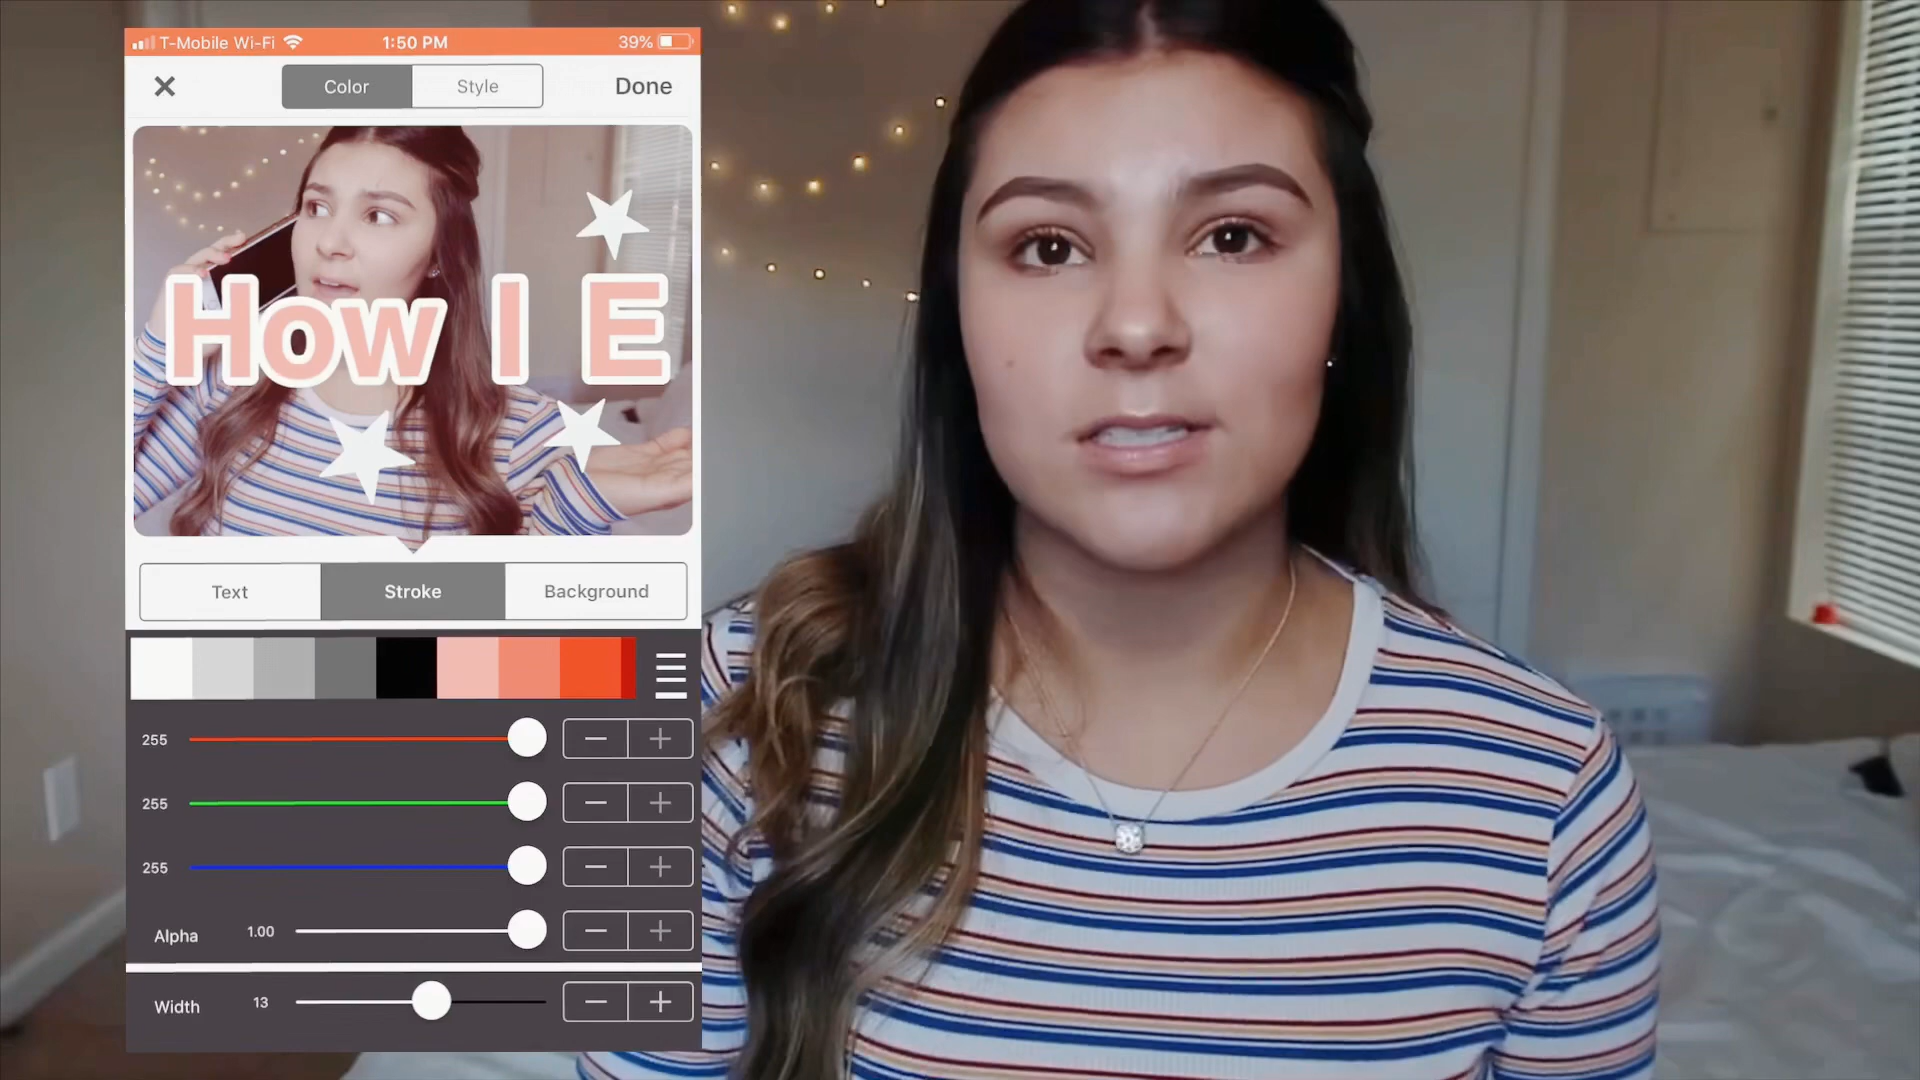 T-Mobile Wi-Fi 1:50 PM 39%
Color Style Done
How I E
Text Stroke Background
255
255
255
Alpha 1.00
Width 13